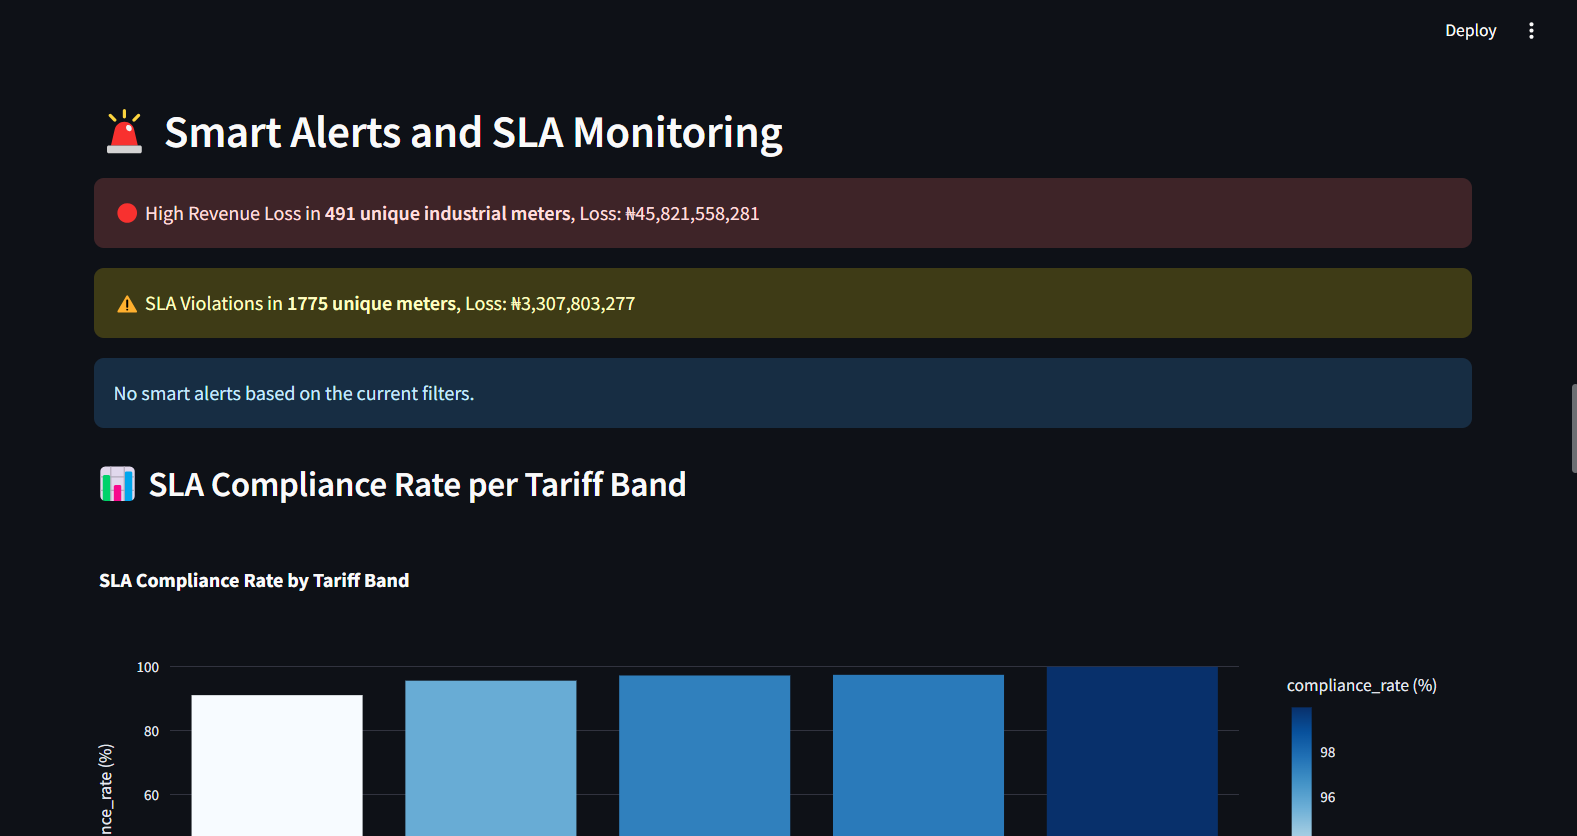 Deploy
Smart Alerts and SLA Monitoring
High Revenue Loss in 491 unique industrial meters, Loss: ₦45,821,558,281
SLA Violations in 1775 unique meters, Loss: ₦3,307,803,277
No smart alerts based on the current filters.
SLA Compliance Rate per Tariff Band
SLA Compliance Rate by Tariff Band
100
80
60
nce_rate (%)
compliance_rate (%)
98
96